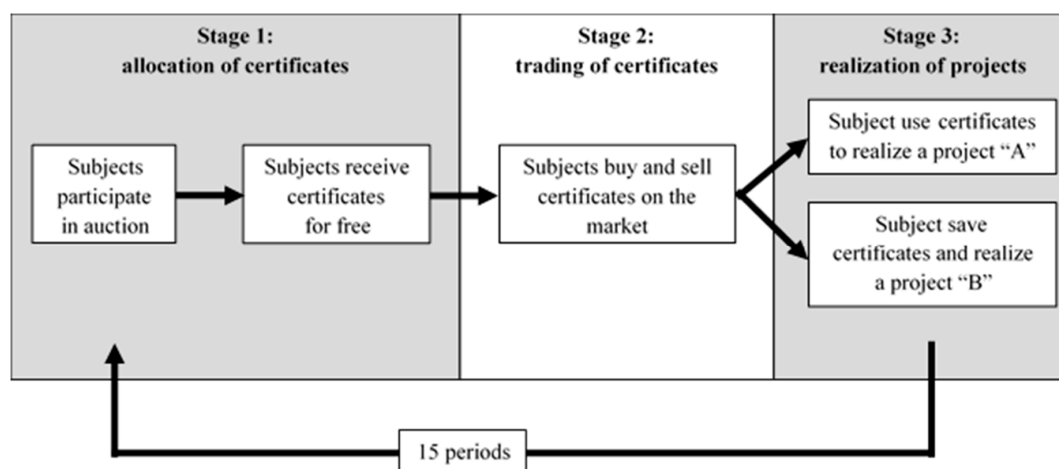 Stage 1:
allocation of certificates
Subjects
participate
in auction
Subjects receive
certificates
for free
Stage 2:
trading of certificates
Subjects buy and sell
certificates on the
market
Stage 3:
realization of projects
Subject use certificates
to realize a project “A”
Subject save
certificates and realize
a project “B”
15 periods